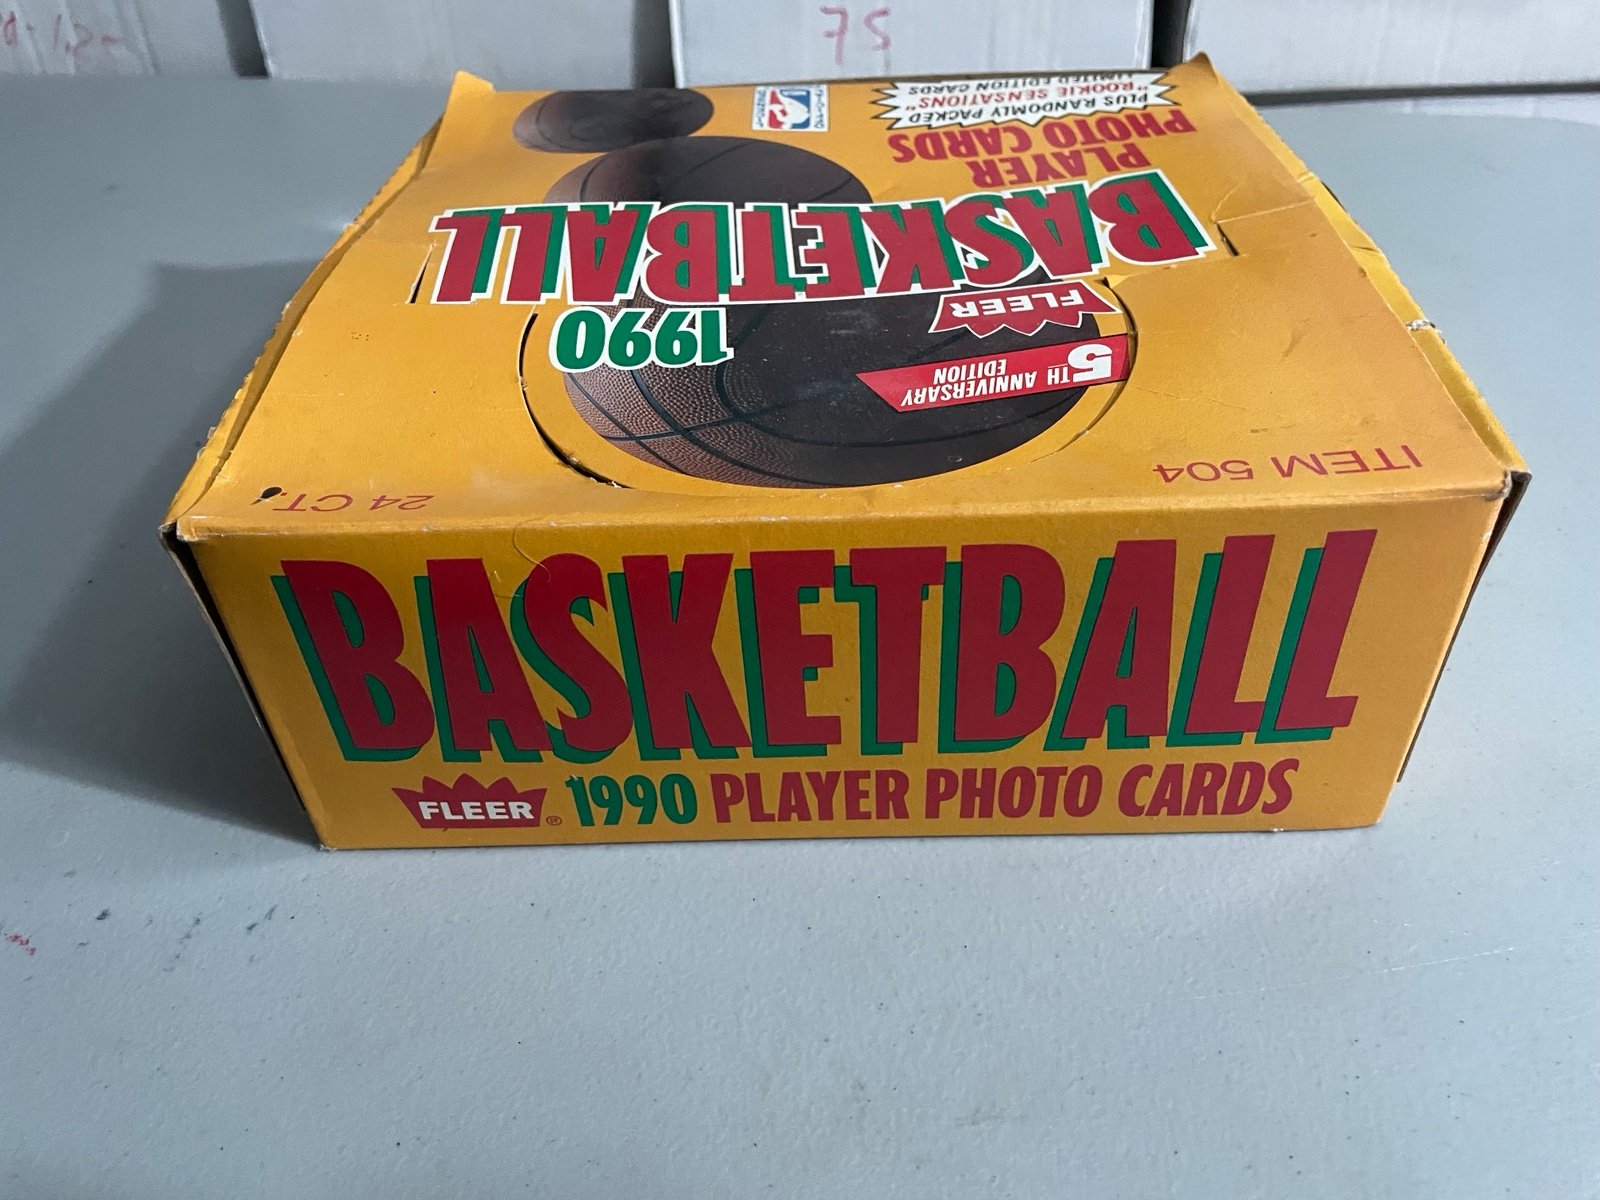 75
LIMITED EDITION CARDS
"ROOKIE SENSATIONS"
PLUS RANDOMLY PACKED
PHOTO CARDS
PLAYER
BASKETBALL
FLEER
1990
5TH ANNIVERSARY
EDITION
ITEM 504
24 CT.
BASKETBALL
FLEER® 1990 PLAYER PHOTO CARDS